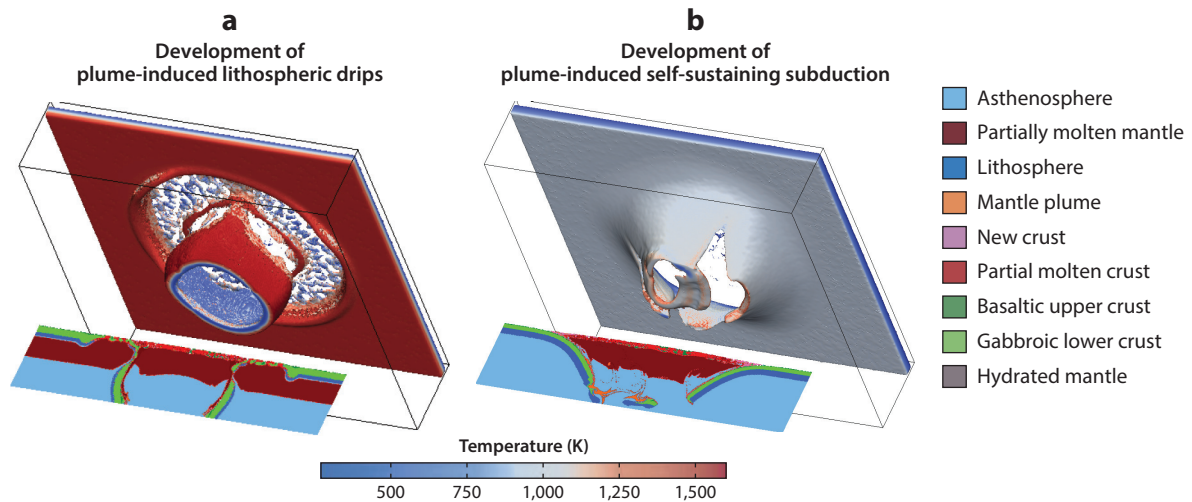 a
Development of
plume-induced lithospheric drips
b
Development of
plume-induced self-sustaining subduction
Asthenosphere
Partially molten mantle
Lithosphere
Mantle plume
New crust
Partial molten crust
Basaltic upper crust
Gabbroic lower crust
Hydrated mantle
Temperature (K)
500 750 1,000 1,250 1,500